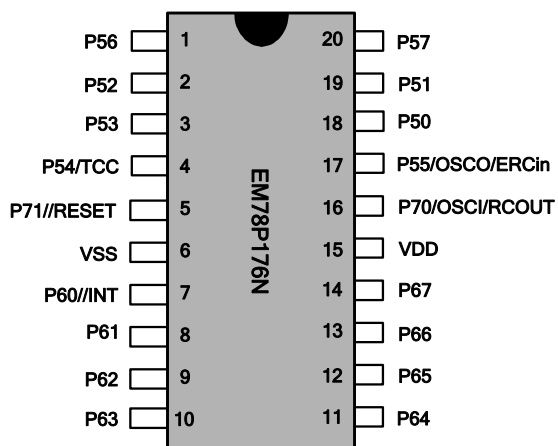 P56 1 20 P57
P52 2 19 P51
P53 3 18 P50
P54/TCC 4 17 P55/OSCO/ERCin
P71//RESET 5 16 P70/OSCI/RCOUT
VSS 6 15 VDD
P60//INT 7 14 P67
P61 8 13 P66
P62 9 12 P65
P63 10 11 P64
EM78P176N